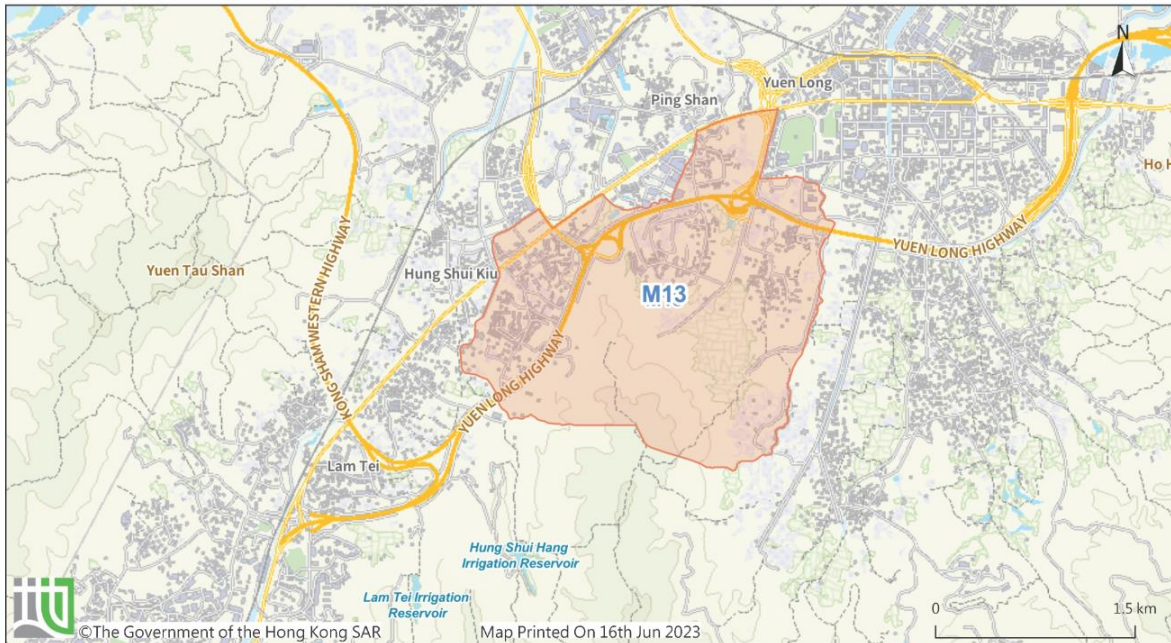 N
Yuen Long
Ping Shan
Ho H
YUEN LONG HIGHWAY
Yuen Tau Shan
Hung Shui Kiu
M13
KONG SHAM WESTERN HIGHWAY
YUEN LONG HIGHWAY
Lam Tei
Hung Shui Hang
Irrigation Reservoir
Lam Tei Irrigation
Reservoir
0 1.5 km
©The Government of the Hong Kong SAR Map Printed On 16th Jun 2023